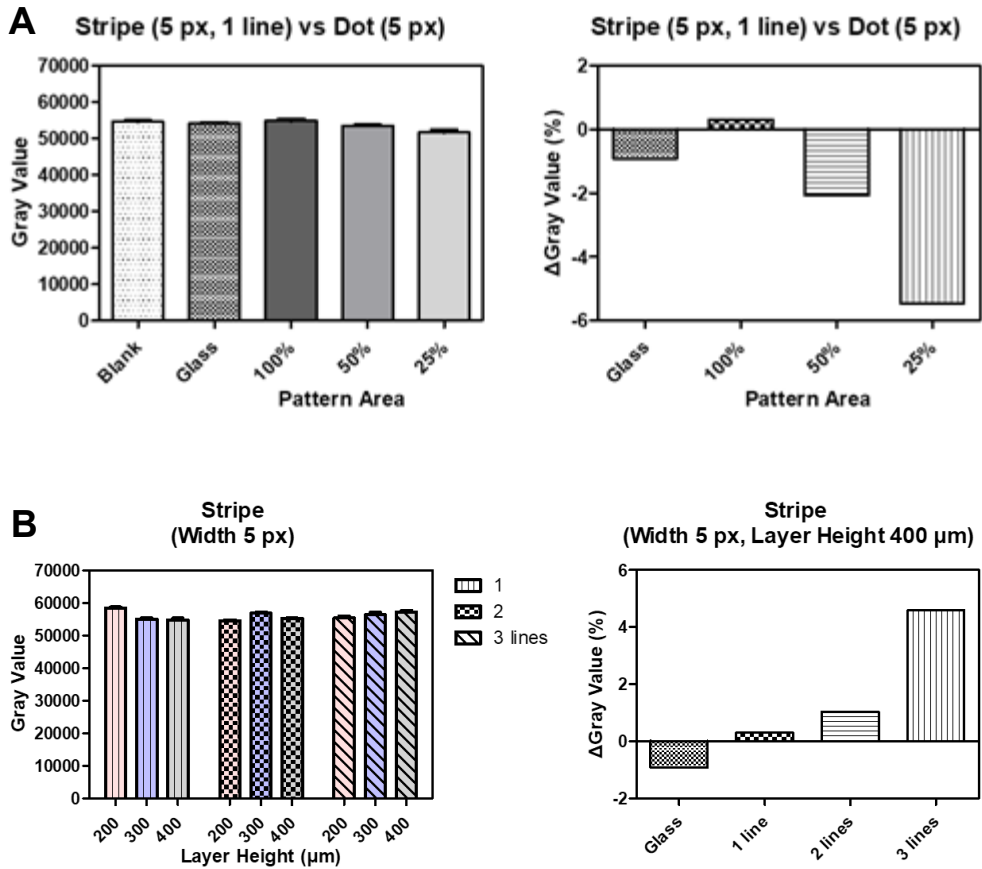 A
Stripe (5 px, 1 line) vs Dot (5 px)
70000
60000
50000
40000
30000
20000
10000
0
Gray Value
Blank
Glass
100%
50%
25%
Pattern Area
Stripe (5 px, 1 line) vs Dot (5 px)
2
0
-2
-4
-6
ΔGray Value (%)
Glass
100%
50%
25%
Pattern Area
B
Stripe
(Width 5 px)
70000
60000
50000
40000
30000
20000
10000
0
Gray Value
200
300
400
200
300
400
200
300
400
Layer Height (µm)
1
2
3 lines
Stripe
(Width 5 px, Layer Height 400 µm)
6
4
2
0
-2
ΔGray Value (%)
Glass
1 line
2 lines
3 lines